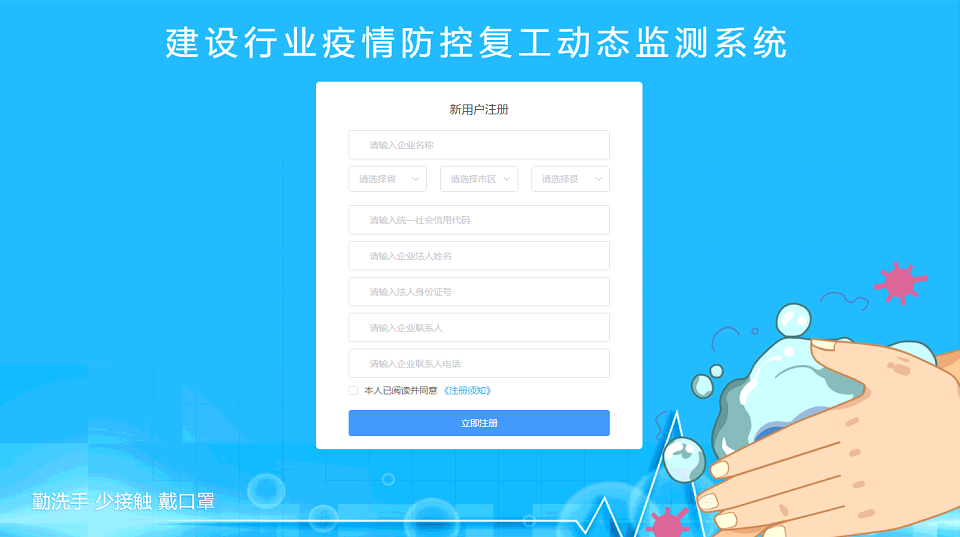 建设行业疫情防控复工动态监测系统
新用户注册
请输入企业名称
请选择省 请选择市区 请选择县
请输入统一社会信用代码
请输入企业法人姓名
请输入法人身份证号
请输入企业联系人
请输入企业联系人电话
本人已阅读并同意 《注册须知》
立即注册
勤洗手 少接触 戴口罩